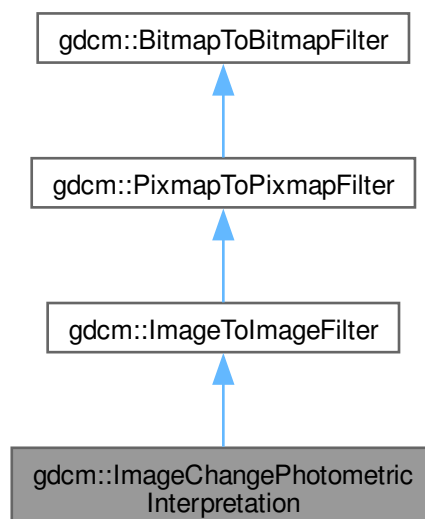 gdcm::BitmapToBitmapFilter
gdcm::PixmapToPixmapFilter
gdcm::ImageToImageFilter
gdcm::ImageChangePhotometric
Interpretation